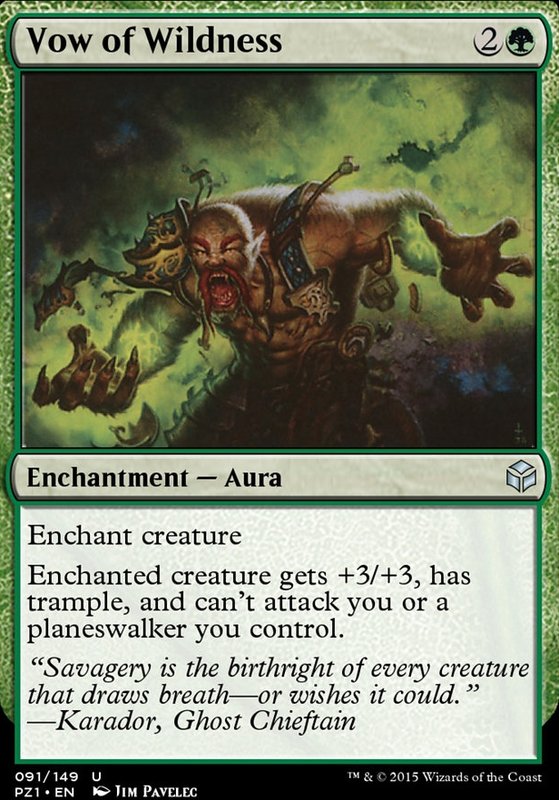 Vow of Wildness 2
Enchantment — Aura
Enchant creature
Enchanted creature gets +3/+3, has
trample, and can't attack you or a
planeswalker you control.
“Savagery is the birthright of every creature
that draws breath—or wishes it could.”
—Karador, Ghost Chieftain
091/149 U
PZ1 • EN Jim Pavelec
™ & © 2015 Wizards of the Coast